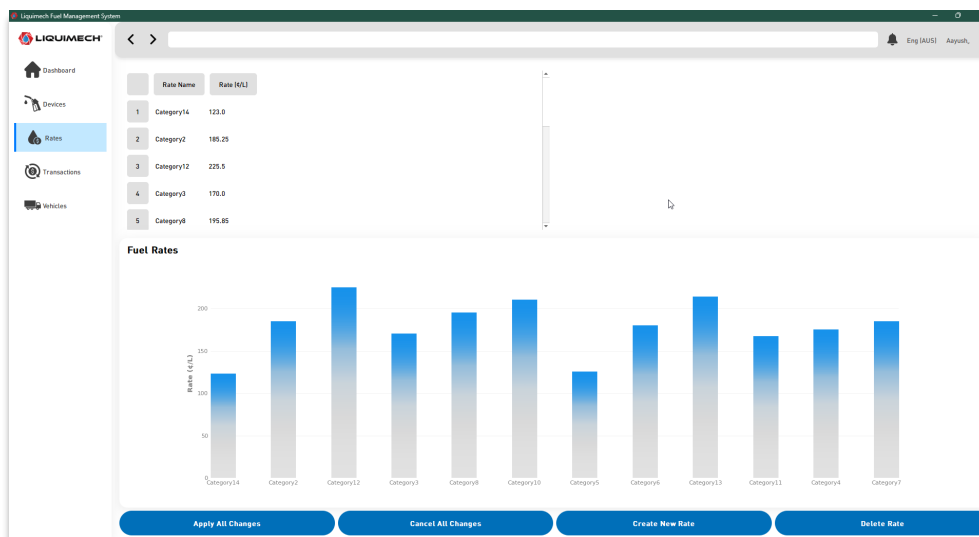 Liquimech Fuel Management System
LIQUIMECH
Eng (AUS) Aayush_
Dashboard
Devices
Rates
Transactions
Vehicles
Rate Name Rate (¢/L)
1 Category14 123.0
2 Category2 185.25
3 Category12 225.5
4 Category3 170.0
5 Category8 195.85
Fuel Rates
Rate (¢/L)
200
150
100
50
0
Category14 Category2 Category12 Category3 Category8 Category10 Category5 Category6 Category13 Category11 Category4 Category7
Apply All Changes Cancel All Changes Create New Rate Delete Rate